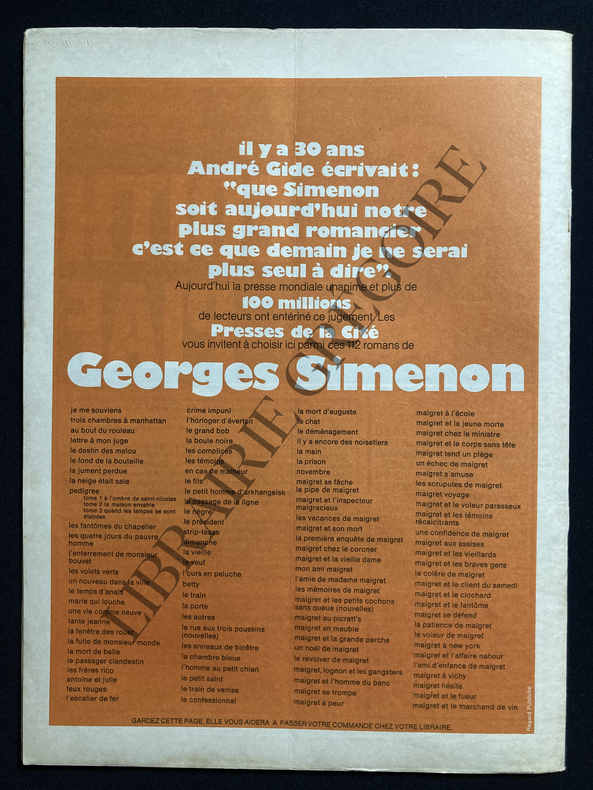 il y a 30 ans
André Gide écrivait :
"que Simenon
soit aujourd'hui notre
plus grand romancier
c'est ce que demain je ne serai
plus seul à dire".
Aujourd'hui la presse mondiale unanime et plus de
100 millions
de lecteurs ont entériné ce jugement. Les
Presses de la Cité
vous invitent à choisir ici parmi ces 112 romans de
Georges Simenon
je me souviens
trois chambres à manhattan
au bout du rouleau
lettre à mon juge
le destin des malou
le fond de la bouteille
la jument perdue
la neige était sale
pedigree
tome 1 à l'ombre de saint-nicolas
tome 2 la maison envahie
tome 3 quand les lampes se sont
éteintes
les fantômes du chapelier
les quatre jours du pauvre
homme
l'enterrement de monsieur
bouvet
les volets verts
un nouveau dans la ville
le temps d'anaïs
marie qui louche
une vie comme neuve
tante jeanne
la fenêtre des rouet
la fuite de monsieur monde
la mort de belle
le passager clandestin
les frères rico
antoine et julie
feux rouges
l'escalier de fer
crime impuni
l'horloger d'éverton
le grand bob
la boule noire
les complices
les témoins
en cas de malheur
le fils
le petit homme d'arkhangelsk
le passage de la ligne
le nègre
le président
strip-tease
dimanche
la vieille
le veuf
l'ours en peluche
betty
le train
la porte
les autres
la rue aux trois poussins
(nouvelles)
les anneaux de bicêtre
la chambre bleue
l'homme au petit chien
le petit saint
le train de venise
le confessionnal
la mort d'auguste
le chat
le déménagement
il y a encore des noisetiers
la main
la prison
novembre
maigret se fâche
la pipe de maigret
maigret et l'inspecteur
malgracieux
les vacances de maigret
maigret et son mort
la première enquête de maigret
maigret chez le coroner
maigret et la vieille dame
mon ami maigret
l'amie de madame maigret
les mémoires de maigret
maigret et les petits cochons
sans queue (nouvelles)
maigret au picratt's
maigret en meublé
maigret et la grande perche
un noël de maigret
le revolver de maigret
maigret, lognon et les gangsters
maigret et l'homme du banc
maigret se trompe
maigret a peur
maigret à l'école
maigret et la jeune morte
maigret chez le ministre
maigret et le corps sans tête
maigret tend un piège
un échec de maigret
maigret s'amuse
les scrupules de maigret
maigret voyage
maigret et le voleur paresseux
maigret et les témoins
récalcitrants
une confidence de maigret
maigret aux assises
maigret et les vieillards
maigret et les braves gens
la colère de maigret
maigret et le client du samedi
maigret et le clochard
maigret et le fantôme
maigret se défend
la patience de maigret
le voleur de maigret
maigret à new york
maigret et l'affaire nahour
l'ami d'enfance de maigret
maigret à vichy
maigret hésite
maigret et le tueur
maigret et le marchand de vin
GARDEZ CETTE PAGE, ELLE VOUS AIDERA A PASSER VOTRE COMMANDE CHEZ VOTRE LIBRAIRE.
Regard Publicité
LIBRAIRIE GRÉGOIRE